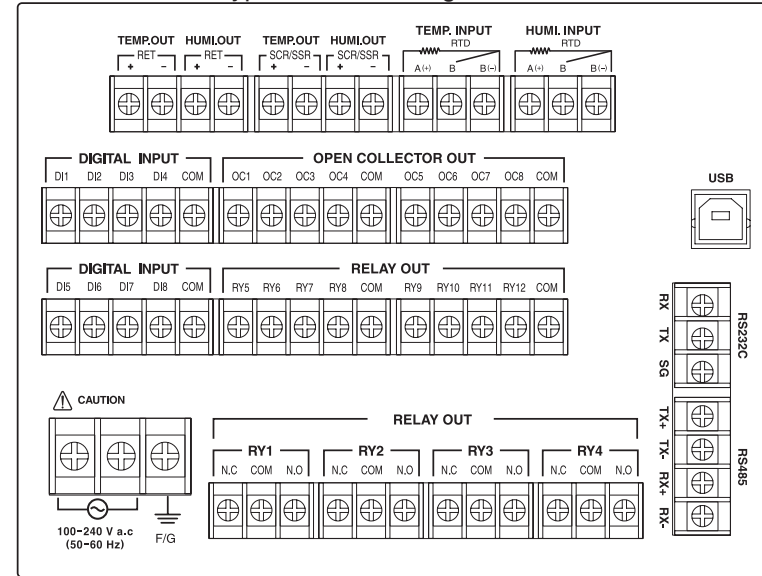 TEMP.OUT HUMI.OUT TEMP.OUT HUMI.OUT TEMP. INPUT HUMI. INPUT
RET RET SCR/SSR SCR/SSR RTD RTD
+ − + − + − + − A(+) B B(−) A(+) B B(−)
DIGITAL INPUT OPEN COLLECTOR OUT
DI1 DI2 DI3 DI4 COM OC1 OC2 OC3 OC4 COM OC5 OC6 OC7 OC8 COM
USB
DIGITAL INPUT RELAY OUT
DI5 DI6 DI7 DI8 COM RY5 RY6 RY7 RY8 COM RY9 RY10 RY11 RY12 COM
RX
TX
SG
RS232C
TX+
TX-
RX+
RX-
RS485
CAUTION
RELAY OUT
RY1 RY2 RY3 RY4
N.C COM N.O N.C COM N.O N.C COM N.O N.C COM N.O
100-240 V a.c
(50-60 Hz)
F/G